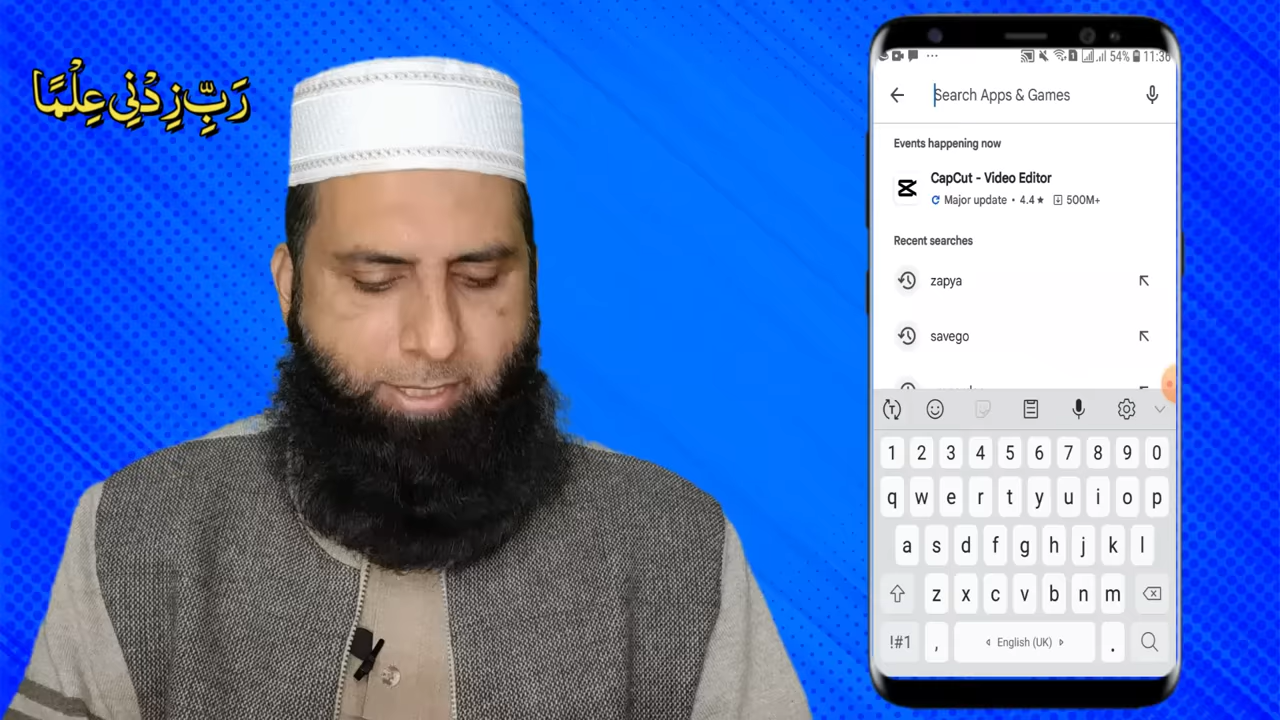 رَبِّ زِدْنِي عِلْمًا
54% 11:36
Search Apps & Games
Events happening now
CapCut - Video Editor
Major update • 4.4★ 500M+
Recent searches
zapya
savego
1 2 3 4 5 6 7 8 9 0
q w e r t y u i o p
a s d f g h j k l
z x c v b n m
!#1 , English (UK) .